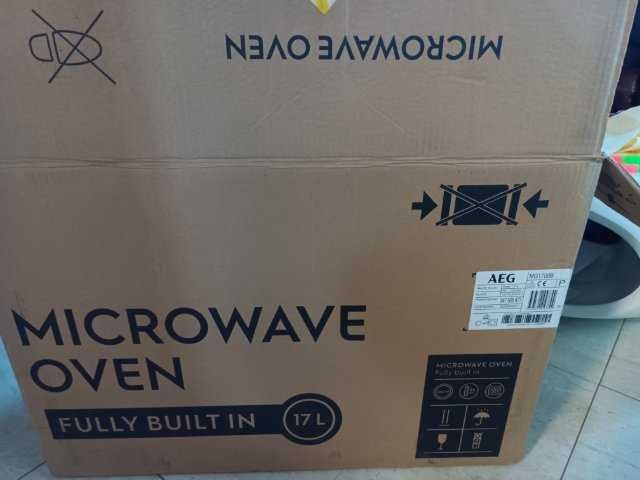 MICROWAVE OVEN
AEG
MICROWAVE
OVEN
FULLY BUILT IN 17 L
MICROWAVE OVEN
Fully built in